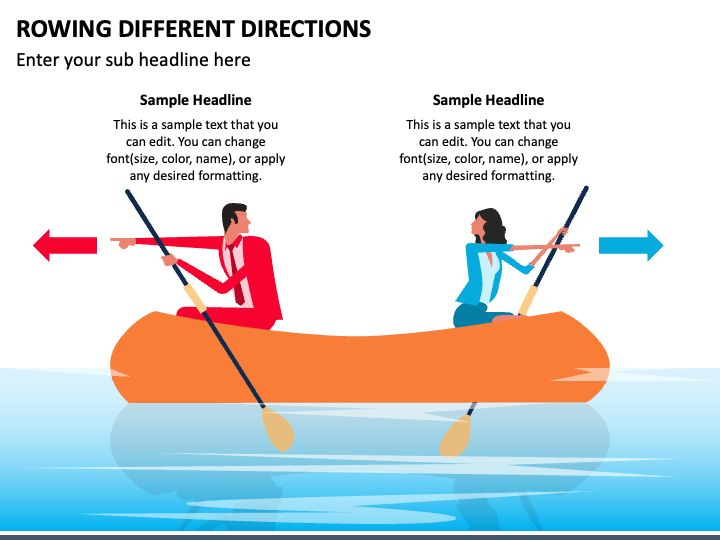 ROWING DIFFERENT DIRECTIONS
Enter your sub headline here
Sample Headline
This is a sample text that you
can edit. You can change
font(size, color, name), or apply
any desired formatting.
Sample Headline
This is a sample text that you
can edit. You can change
font(size, color, name), or apply
any desired formatting.